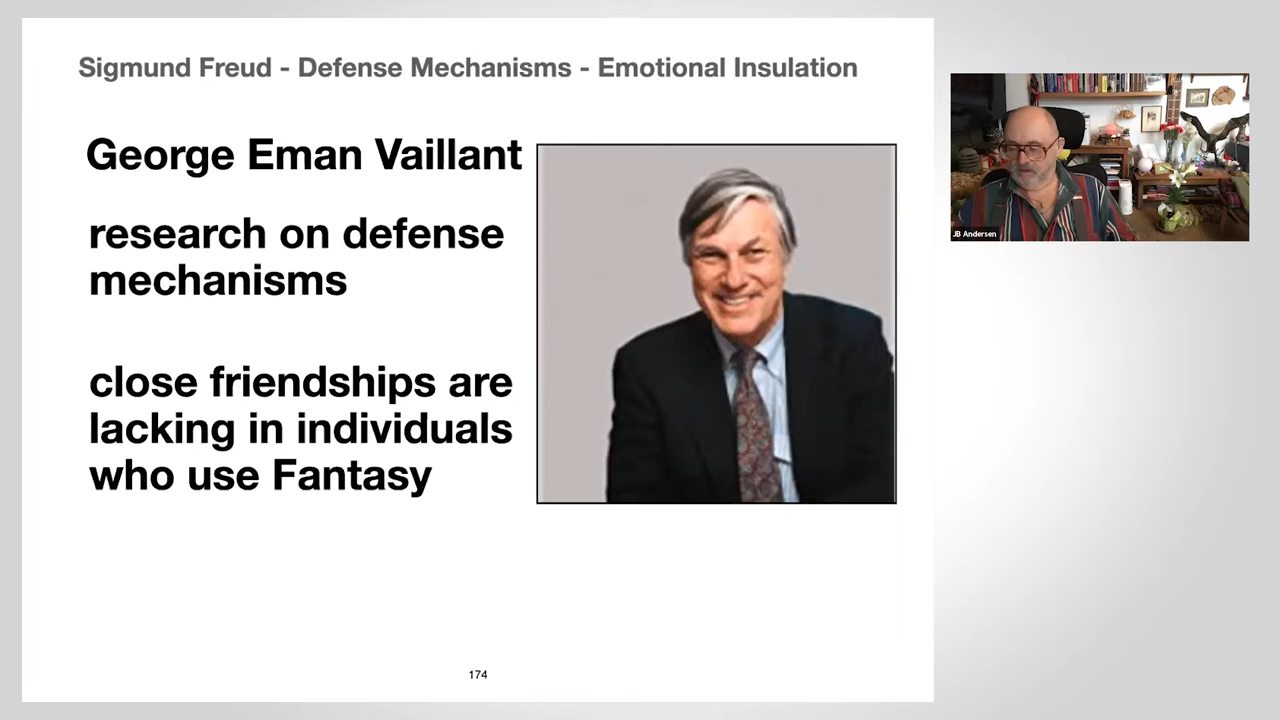 Sigmund Freud - Defense Mechanisms - Emotional Insulation
George Eman Vaillant
research on defense
mechanisms
close friendships are
lacking in individuals
who use Fantasy
JB Andersen
174